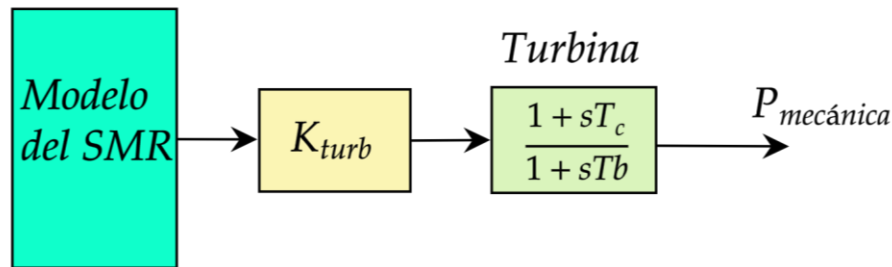 Modelo
del SMR
K_turb
Turbina
1 + sT_c
1 + sTb
P_mecánica